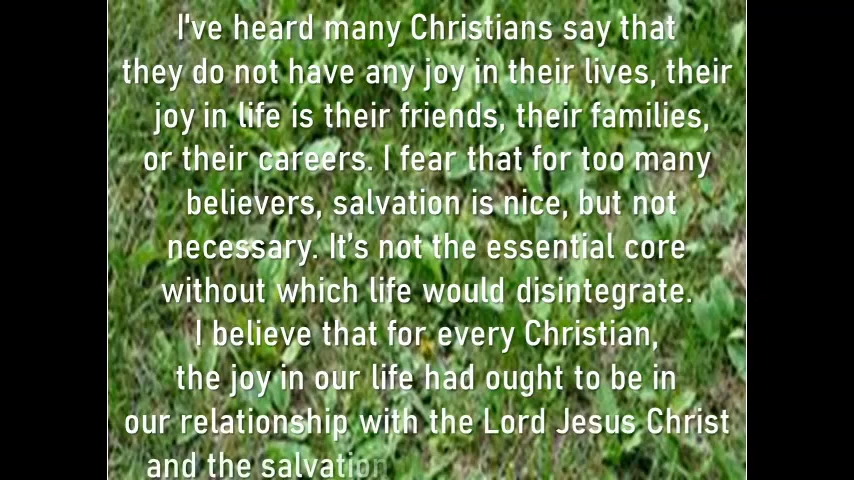 I've heard many Christians say that
they do not have any joy in their lives, their
joy in life is their friends, their families,
or their careers. I fear that for too many
believers, salvation is nice, but not
necessary. It's not the essential core
without which life would disintegrate.
I believe that for every Christian,
the joy in our life had ought to be in
our relationship with the Lord Jesus Christ
and the salvation